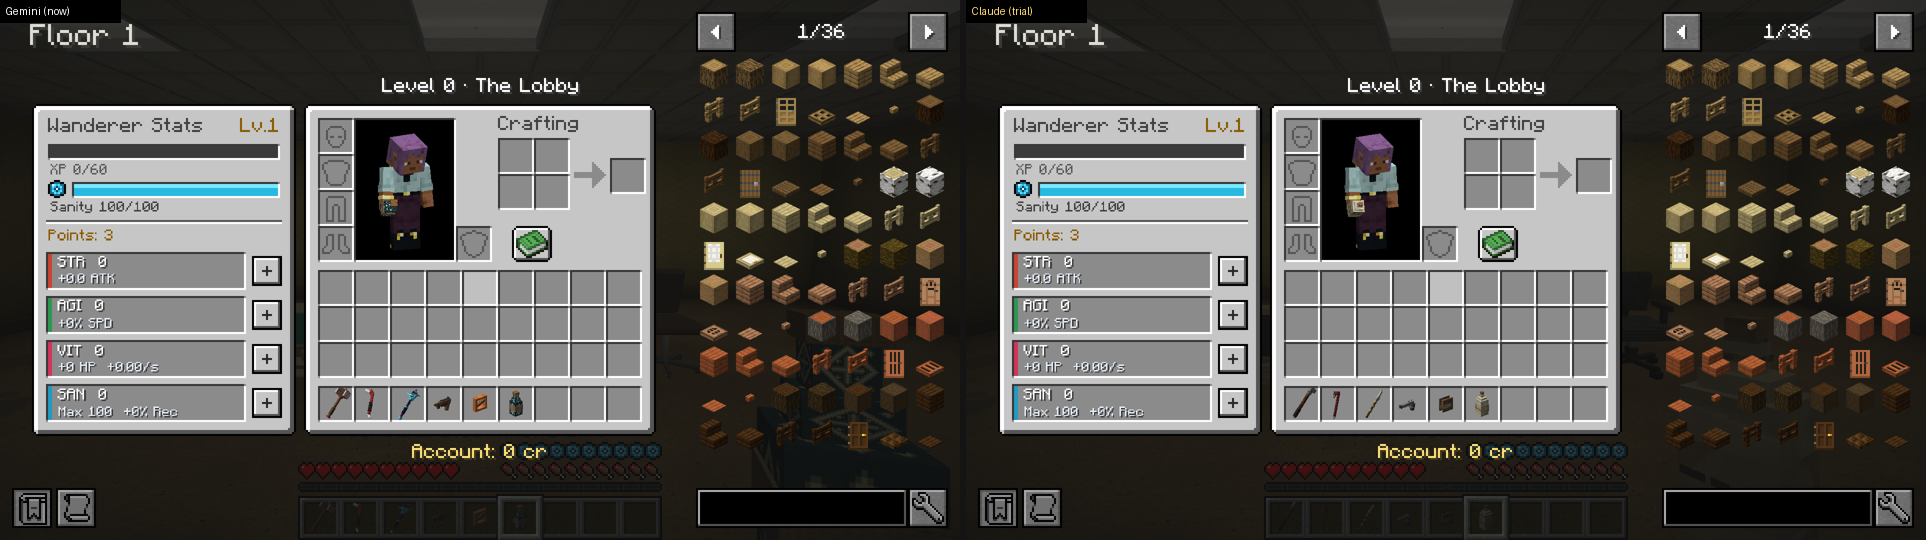 Gemini (now)
Floor 1
1/36
Level 0 · The Lobby
Wanderer Stats Lv.1
XP 0/60
Sanity 100/100
Points: 3
STR 0
+0.0 ATK
AGI 0
+0% SPD
VIT 0
+0 HP +0.00/s
SAN 0
Max 100 +0% Rec
Crafting
Account: 0 cr
Claude (trial)
Floor 1
1/36
Level 0 · The Lobby
Wanderer Stats Lv.1
XP 0/60
Sanity 100/100
Points: 3
STR 0
+0.0 ATK
AGI 0
+0% SPD
VIT 0
+0 HP +0.00/s
SAN 0
Max 100 +0% Rec
Crafting
Account: 0 cr